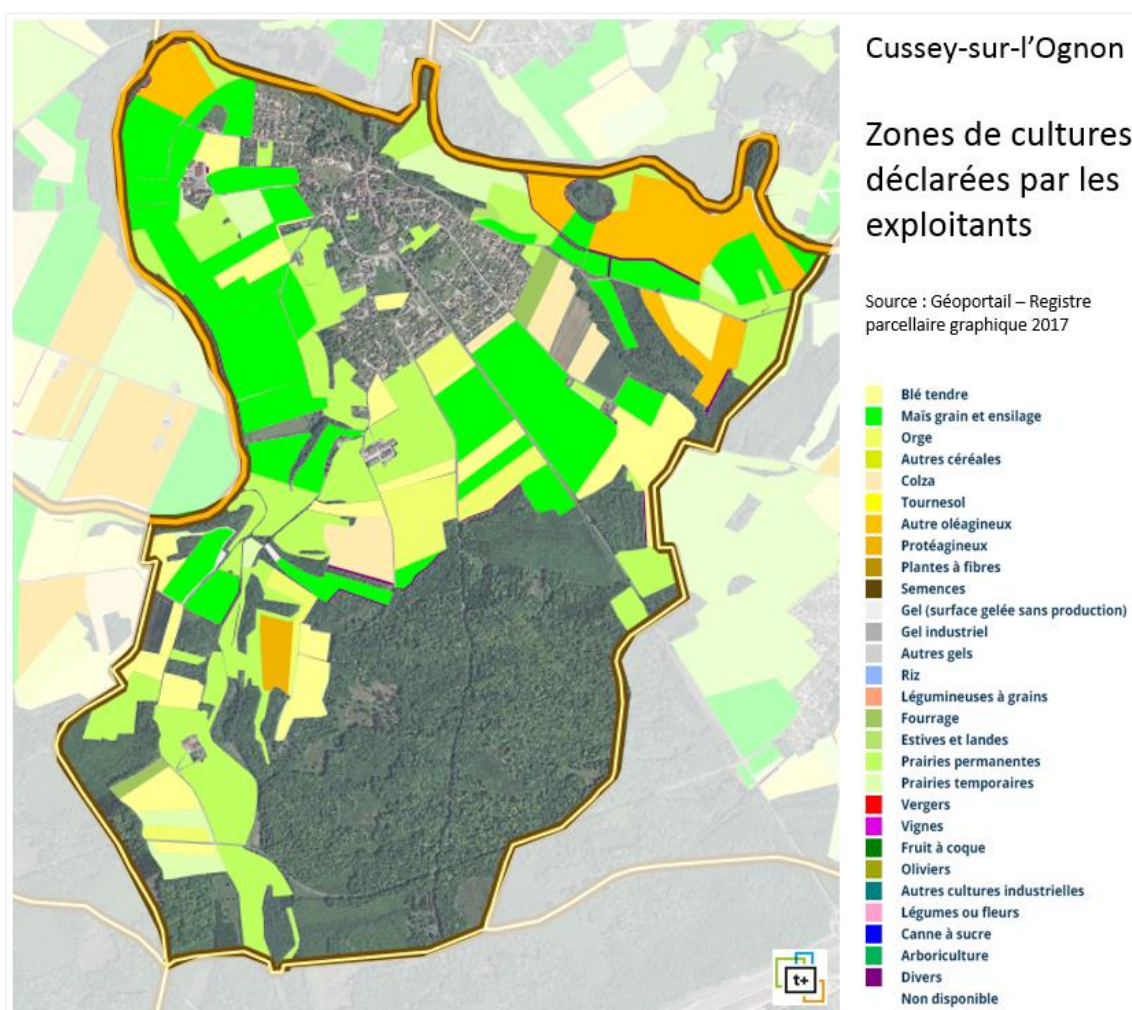 Cussey-sur-l'Ognon
Zones de cultures
déclarées par les
exploitants
Source : Géoportail – Registre
parcellaire graphique 2017
Blé tendre
Maïs grain et ensilage
Orge
Autres céréales
Colza
Tournesol
Autre oléagineux
Protéagineux
Plantes à fibres
Semences
Gel (surface gelée sans production)
Gel industriel
Autres gels
Riz
Légumineuses à grains
Fourrage
Estives et landes
Prairies permanentes
Prairies temporaires
Vergers
Vignes
Fruit à coque
Oliviers
Autres cultures industrielles
Légumes ou fleurs
Canne à sucre
Arboriculture
Divers
Non disponible
t+